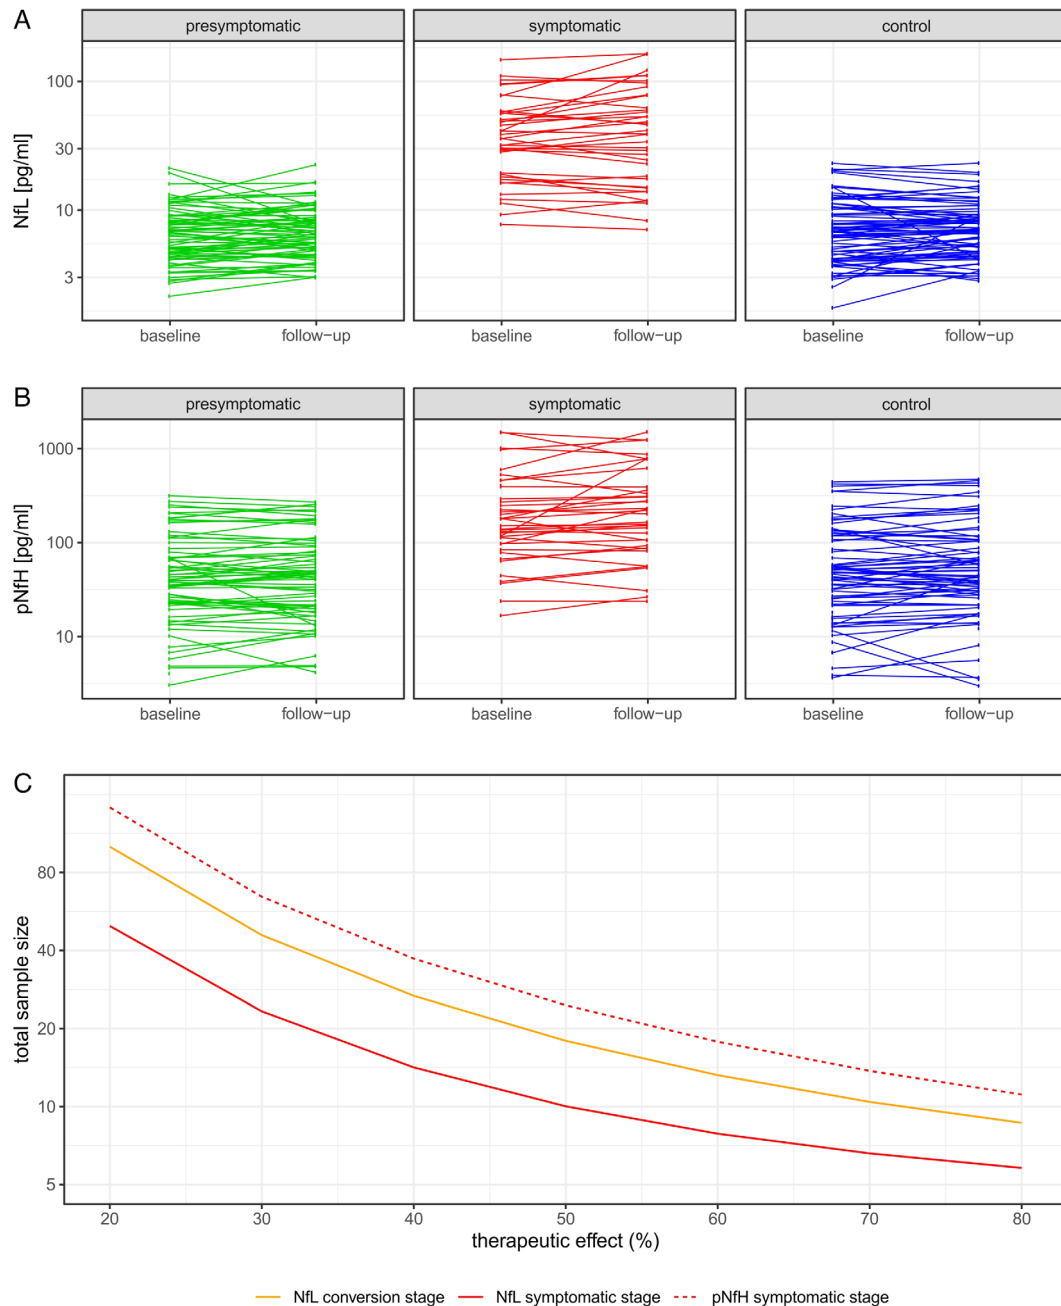 A
presymptomatic symptomatic control
NfL [pg/ml]
100
30
10
3
baseline follow-up baseline follow-up baseline follow-up
B
presymptomatic symptomatic control
pNfH [pg/ml]
1000
100
10
baseline follow-up baseline follow-up baseline follow-up
C
total sample size
80
40
20
10
5
20 30 40 50 60 70 80
therapeutic effect (%)
NfL conversion stage NfL symptomatic stage pNfH symptomatic stage